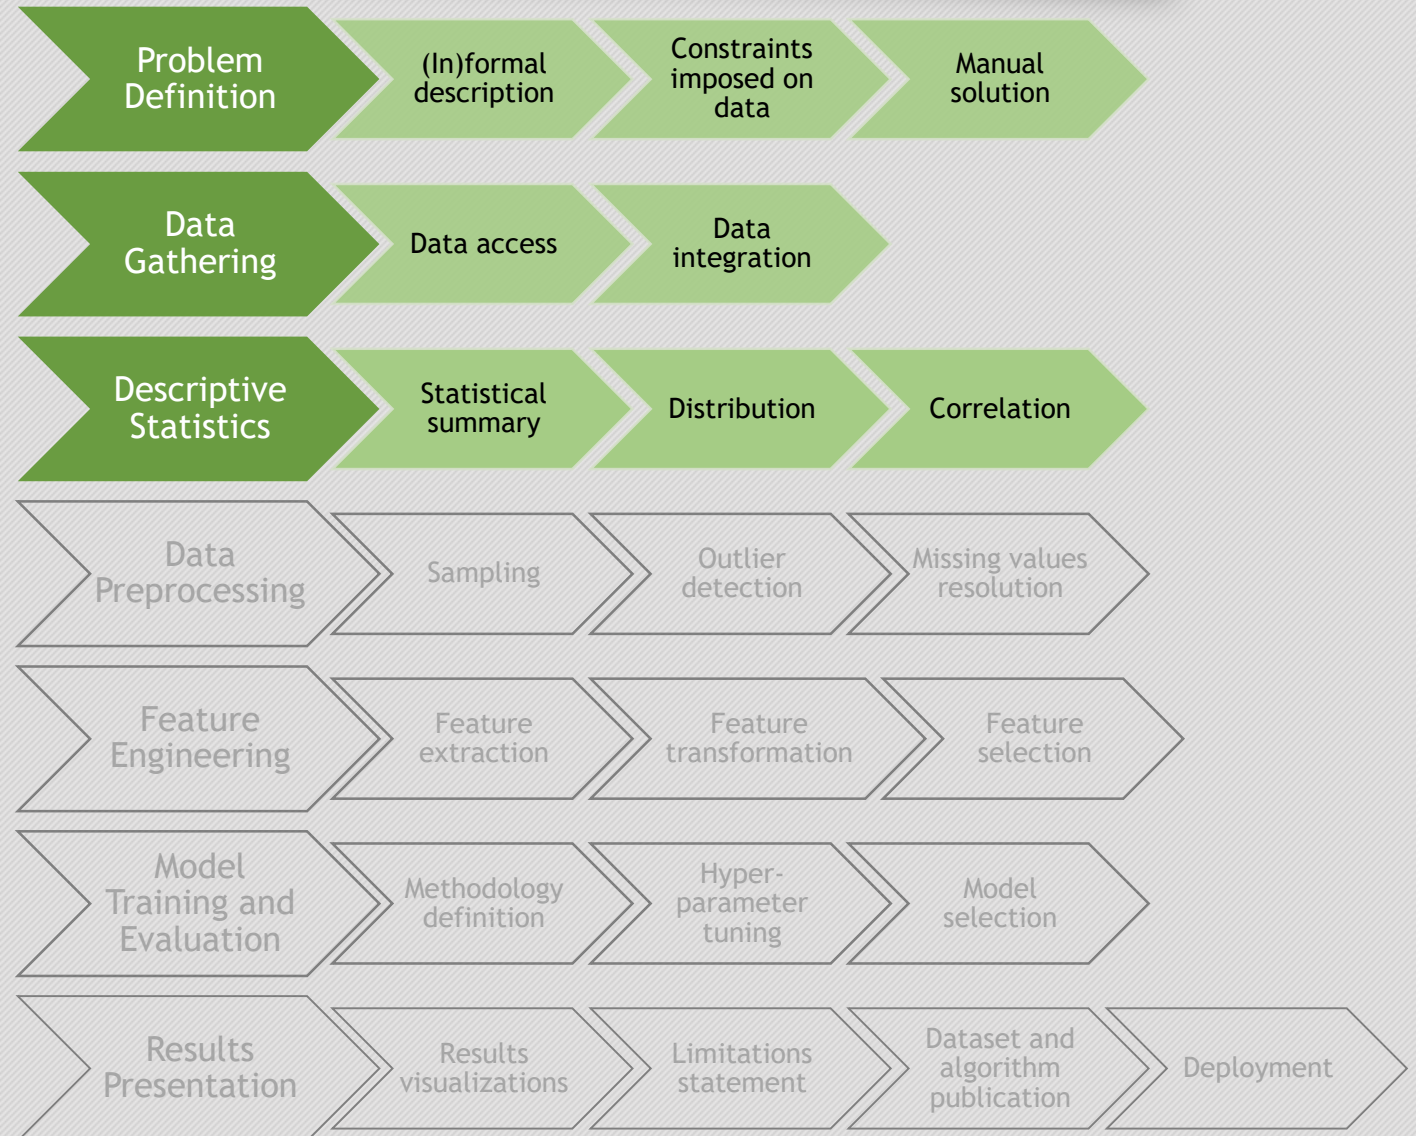 Problem
Definition
(In)formal
description
Constraints
imposed on
data
Manual
solution
Data
Gathering
Data access
Data
integration
Descriptive
Statistics
Statistical
summary
Distribution
Correlation
Data
Preprocessing
Sampling
Outlier
detection
Missing values
resolution
Feature
Engineering
Feature
extraction
Feature
transformation
Feature
selection
Model
Training and
Evaluation
Methodology
definition
Hyper-
parameter
tuning
Model
selection
Results
Presentation
Results
visualizations
Limitations
statement
Dataset and
algorithm
publication
Deployment